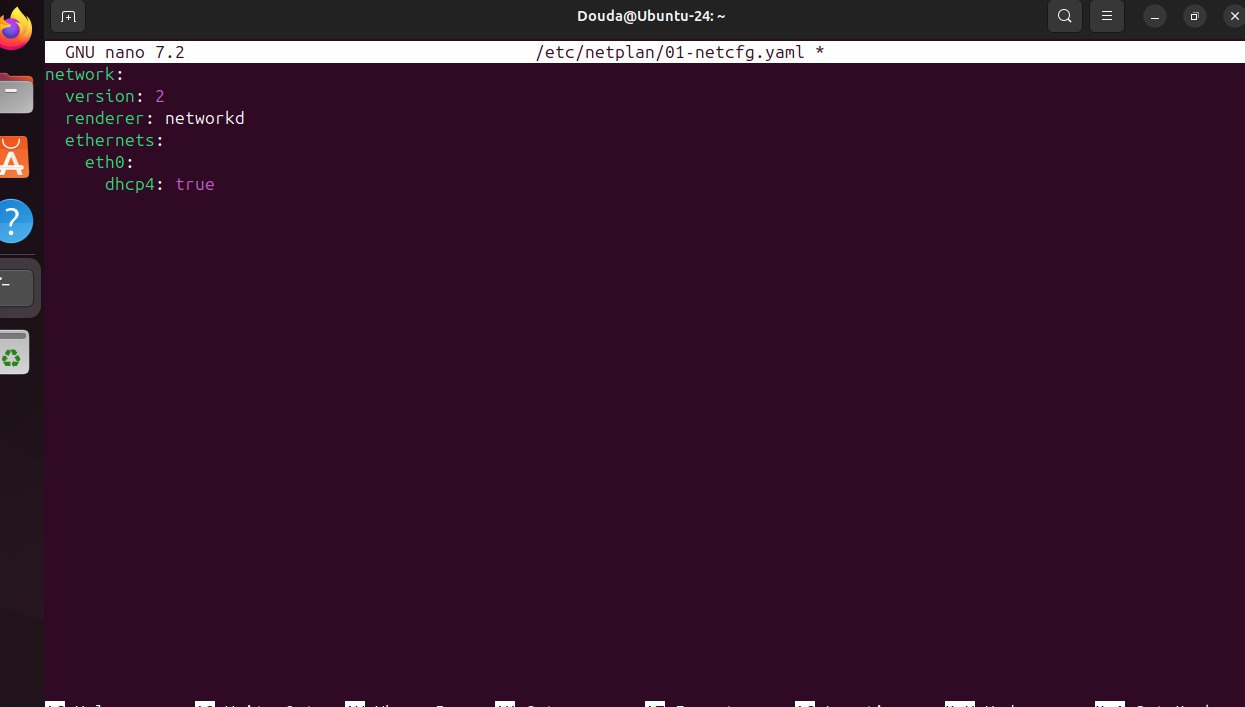 Douda@Ubuntu-24: ~
GNU nano 7.2 /etc/netplan/01-netcfg.yaml *
network:
  version: 2
  renderer: networkd
  ethernets:
    eth0:
      dhcp4: true